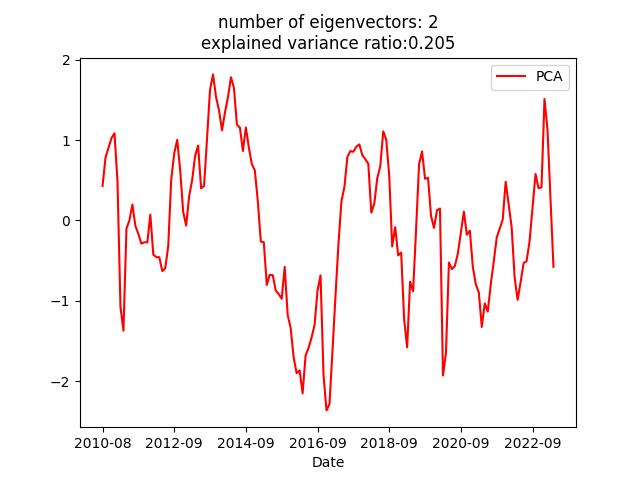 number of eigenvectors: 2
explained variance ratio:0.205
PCA
2
1
0
−1
−2
2010-08 2012-09 2014-09 2016-09 2018-09 2020-09 2022-09
Date